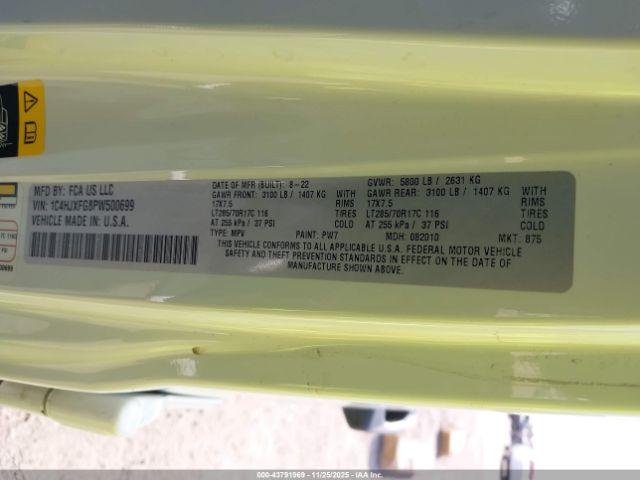 MFD BY: FCA US LLC
VIN: 1C4HJXFG8PW500699
VEHICLE MADE IN: U.S.A.
DATE OF MFR (BUILT): 8-22
GAWR FRONT: 3100 LB / 1407 KG WITH
17X7.5 RIMS
LT285/70R17C 116 TIRES
AT 255 kPa / 37 PSI COLD
TYPE: MPV
GVWR: 5800 LB / 2631 KG
GAWR REAR: 3100 LB / 1407 KG WITH
17X7.5 RIMS
LT285/70R17C 116 TIRES
AT 255 kPa / 37 PSI COLD
PAINT: PW7 MDH: 082010 MKT: 875
THIS VEHICLE CONFORMS TO ALL APPLICABLE U.S.A. FEDERAL MOTOR VEHICLE
SAFETY AND THEFT PREVENTION STANDARDS IN EFFECT ON THE DATE OF
MANUFACTURE SHOWN ABOVE.
000-43791969 - 11/25/2025 - IAA Vehicle